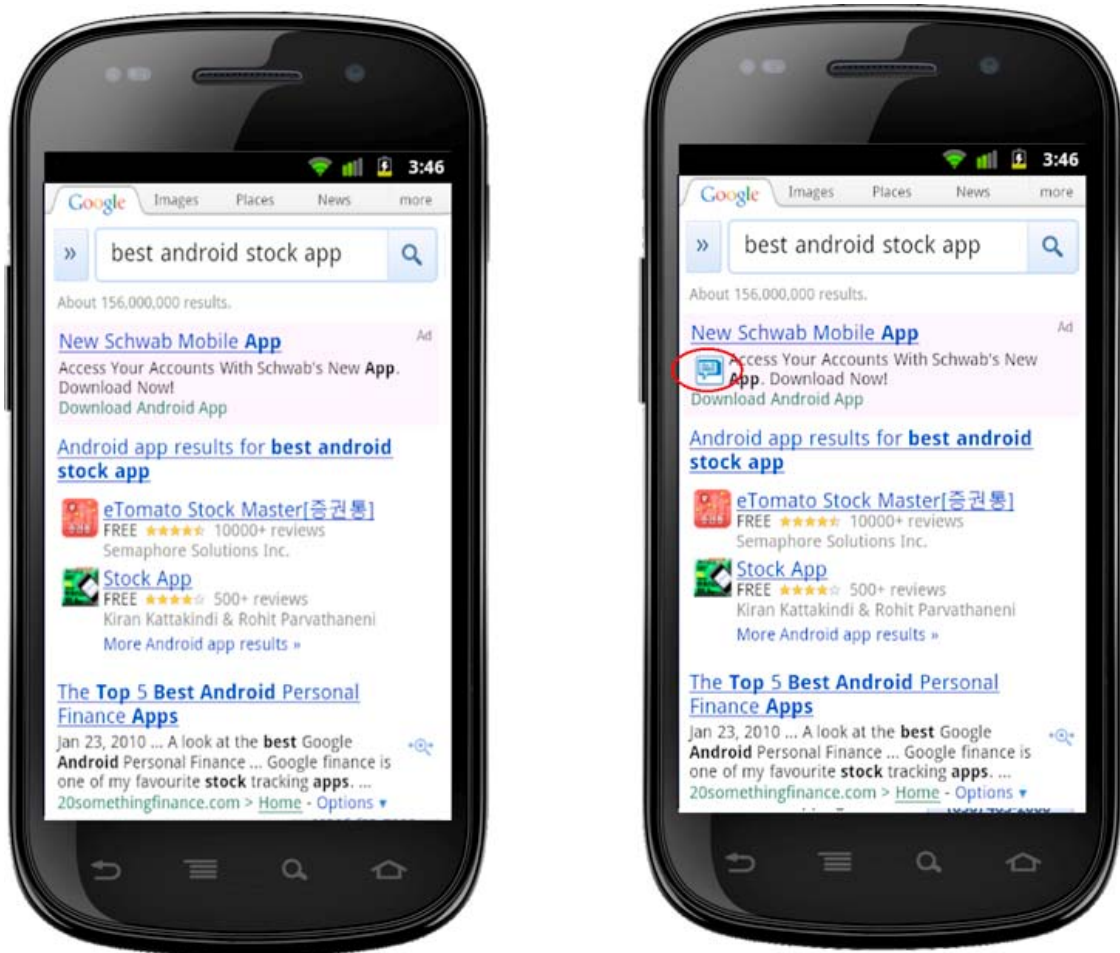 3:46
Google Images Places News more
» best android stock app
About 156,000,000 results.
New Schwab Mobile App Ad
Access Your Accounts With Schwab's New App.
Download Now!
Download Android App
Android app results for best android
stock app
eTomato Stock Master[증권통]
FREE 10000+ reviews
Semaphore Solutions Inc.
Stock App
FREE 500+ reviews
Kiran Kattakindi & Rohit Parvathaneni
More Android app results »
The Top 5 Best Android Personal
Finance Apps
Jan 23, 2010 ... A look at the best Google
Android Personal Finance ... Google finance is
one of my favourite stock tracking apps. ...
20somethingfinance.com > Home - Options ▾
3:46
Google Images Places News more
» best android stock app
About 156,000,000 results.
New Schwab Mobile App Ad
Access Your Accounts With Schwab's New
App. Download Now!
Download Android App
Android app results for best android
stock app
eTomato Stock Master[증권통]
FREE 10000+ reviews
Semaphore Solutions Inc.
Stock App
FREE 500+ reviews
Kiran Kattakindi & Rohit Parvathaneni
More Android app results »
The Top 5 Best Android Personal
Finance Apps
Jan 23, 2010 ... A look at the best Google
Android Personal Finance ... Google finance is
one of my favourite stock tracking apps. ...
20somethingfinance.com > Home - Options ▾